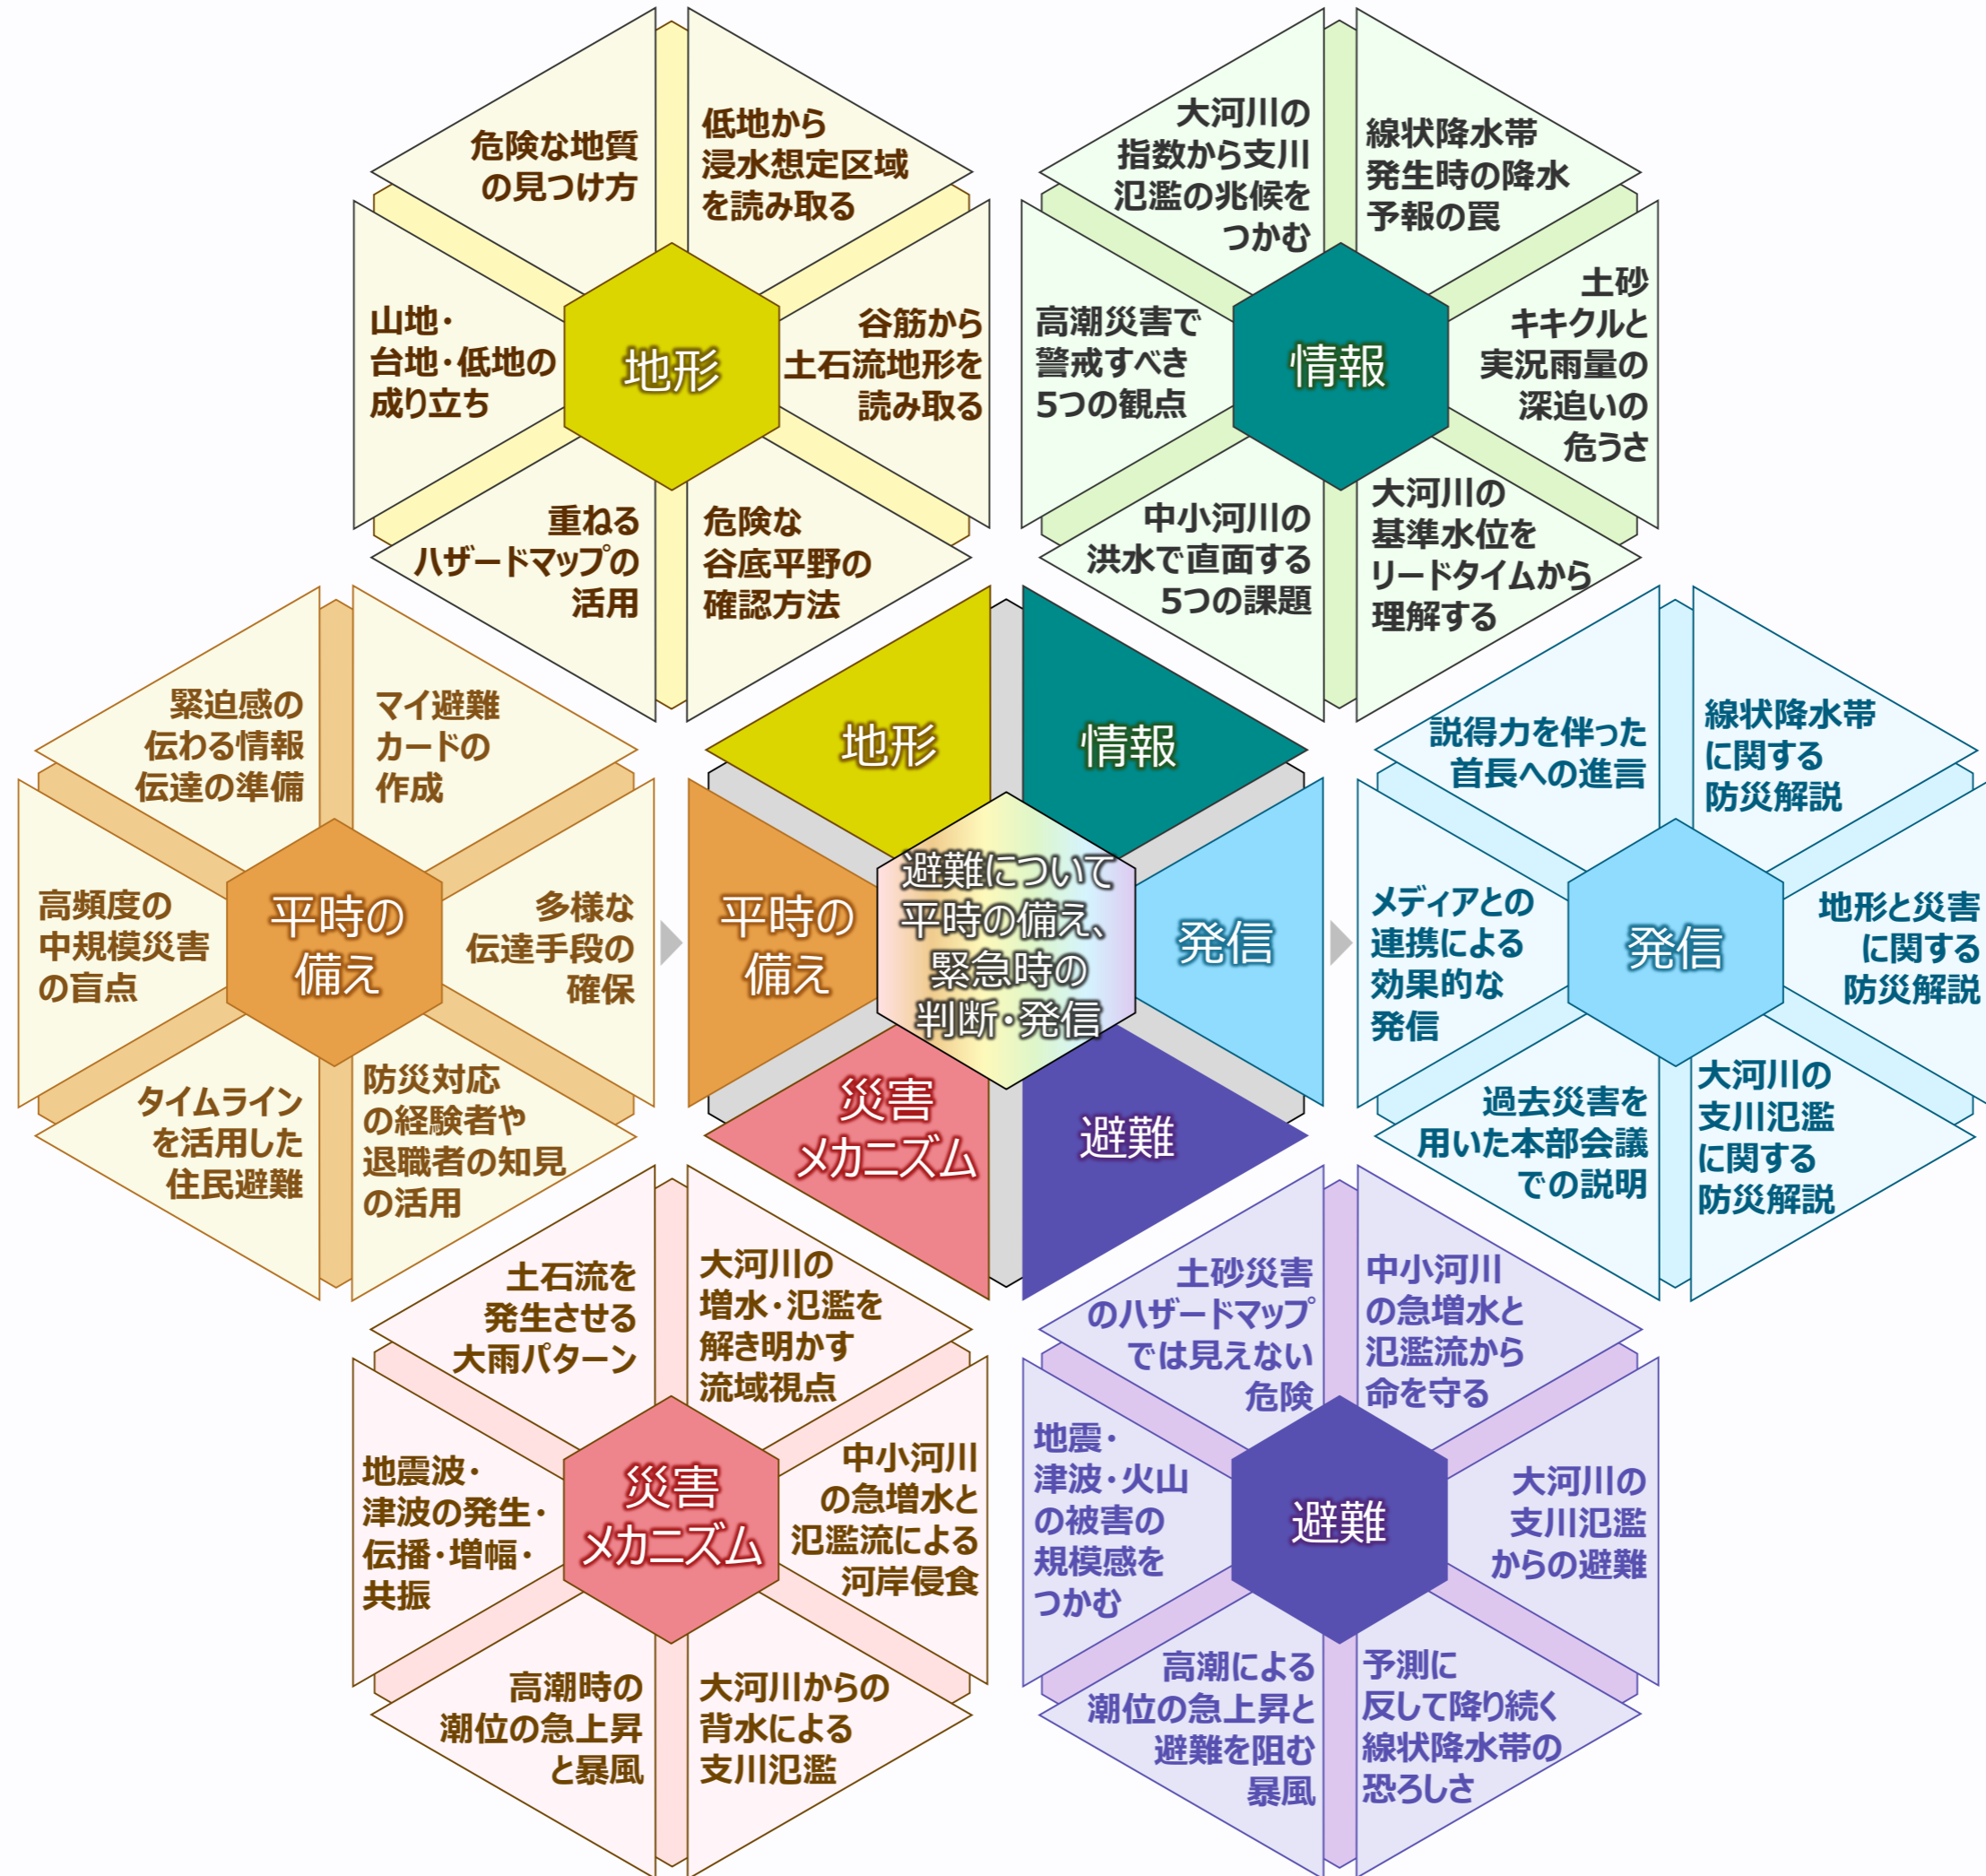 危険な地質
の見つけ方
低地から
浸水想定区域
を読み取る
山地・
台地・低地の
成り立ち
地形
谷筋から
土石流地形を
読み取る
重ねる
ハザードマップの
活用
危険な
谷底平野の
確認方法
大河川の
指数から支川
氾濫の兆候を
つかむ
線状降水帯
発生時の降水
予報の罠
高潮災害で
警戒すべき
5つの観点
情報
土砂
キキクルと
実況雨量の
深追いの
危うさ
中小河川の
洪水で直面する
5つの課題
大河川の
基準水位を
リードタイムから
理解する
緊迫感の
伝わる情報
伝達の準備
マイ避難
カードの
作成
高頻度の
中規模災害
の盲点
平時の
備え
多様な
伝達手段の
確保
タイムライン
を活用した
住民避難
防災対応
の経験者や
退職者の知見
の活用
地形
情報
平時の
備え
避難について
平時の備え、
緊急時の
判断・発信
発信
災害
メカニズム
避難
説得力を伴った
首長への進言
線状降水帯
に関する
防災解説
メディアとの
連携による
効果的な
発信
発信
地形と災害
に関する
防災解説
過去災害を
用いた本部会議
での説明
大河川の
支川氾濫
に関する
防災解説
土石流を
発生させる
大雨パターン
大河川の
増水・氾濫を
解き明かす
流域視点
地震波・
津波の発生・
伝播・増幅・
共振
災害
メカニズム
中小河川
の急増水と
氾濫流による
河岸侵食
高潮時の
潮位の急上昇
と暴風
大河川からの
背水による
支川氾濫
土砂災害
のハザードマップ
では見えない
危険
中小河川
の急増水と
氾濫流から
命を守る
地震・
津波・火山
の被害の
規模感を
つかむ
避難
大河川の
支川氾濫
からの避難
高潮による
潮位の急上昇と
避難を阻む
暴風
予測に
反して降り続く
線状降水帯の
恐ろしさ